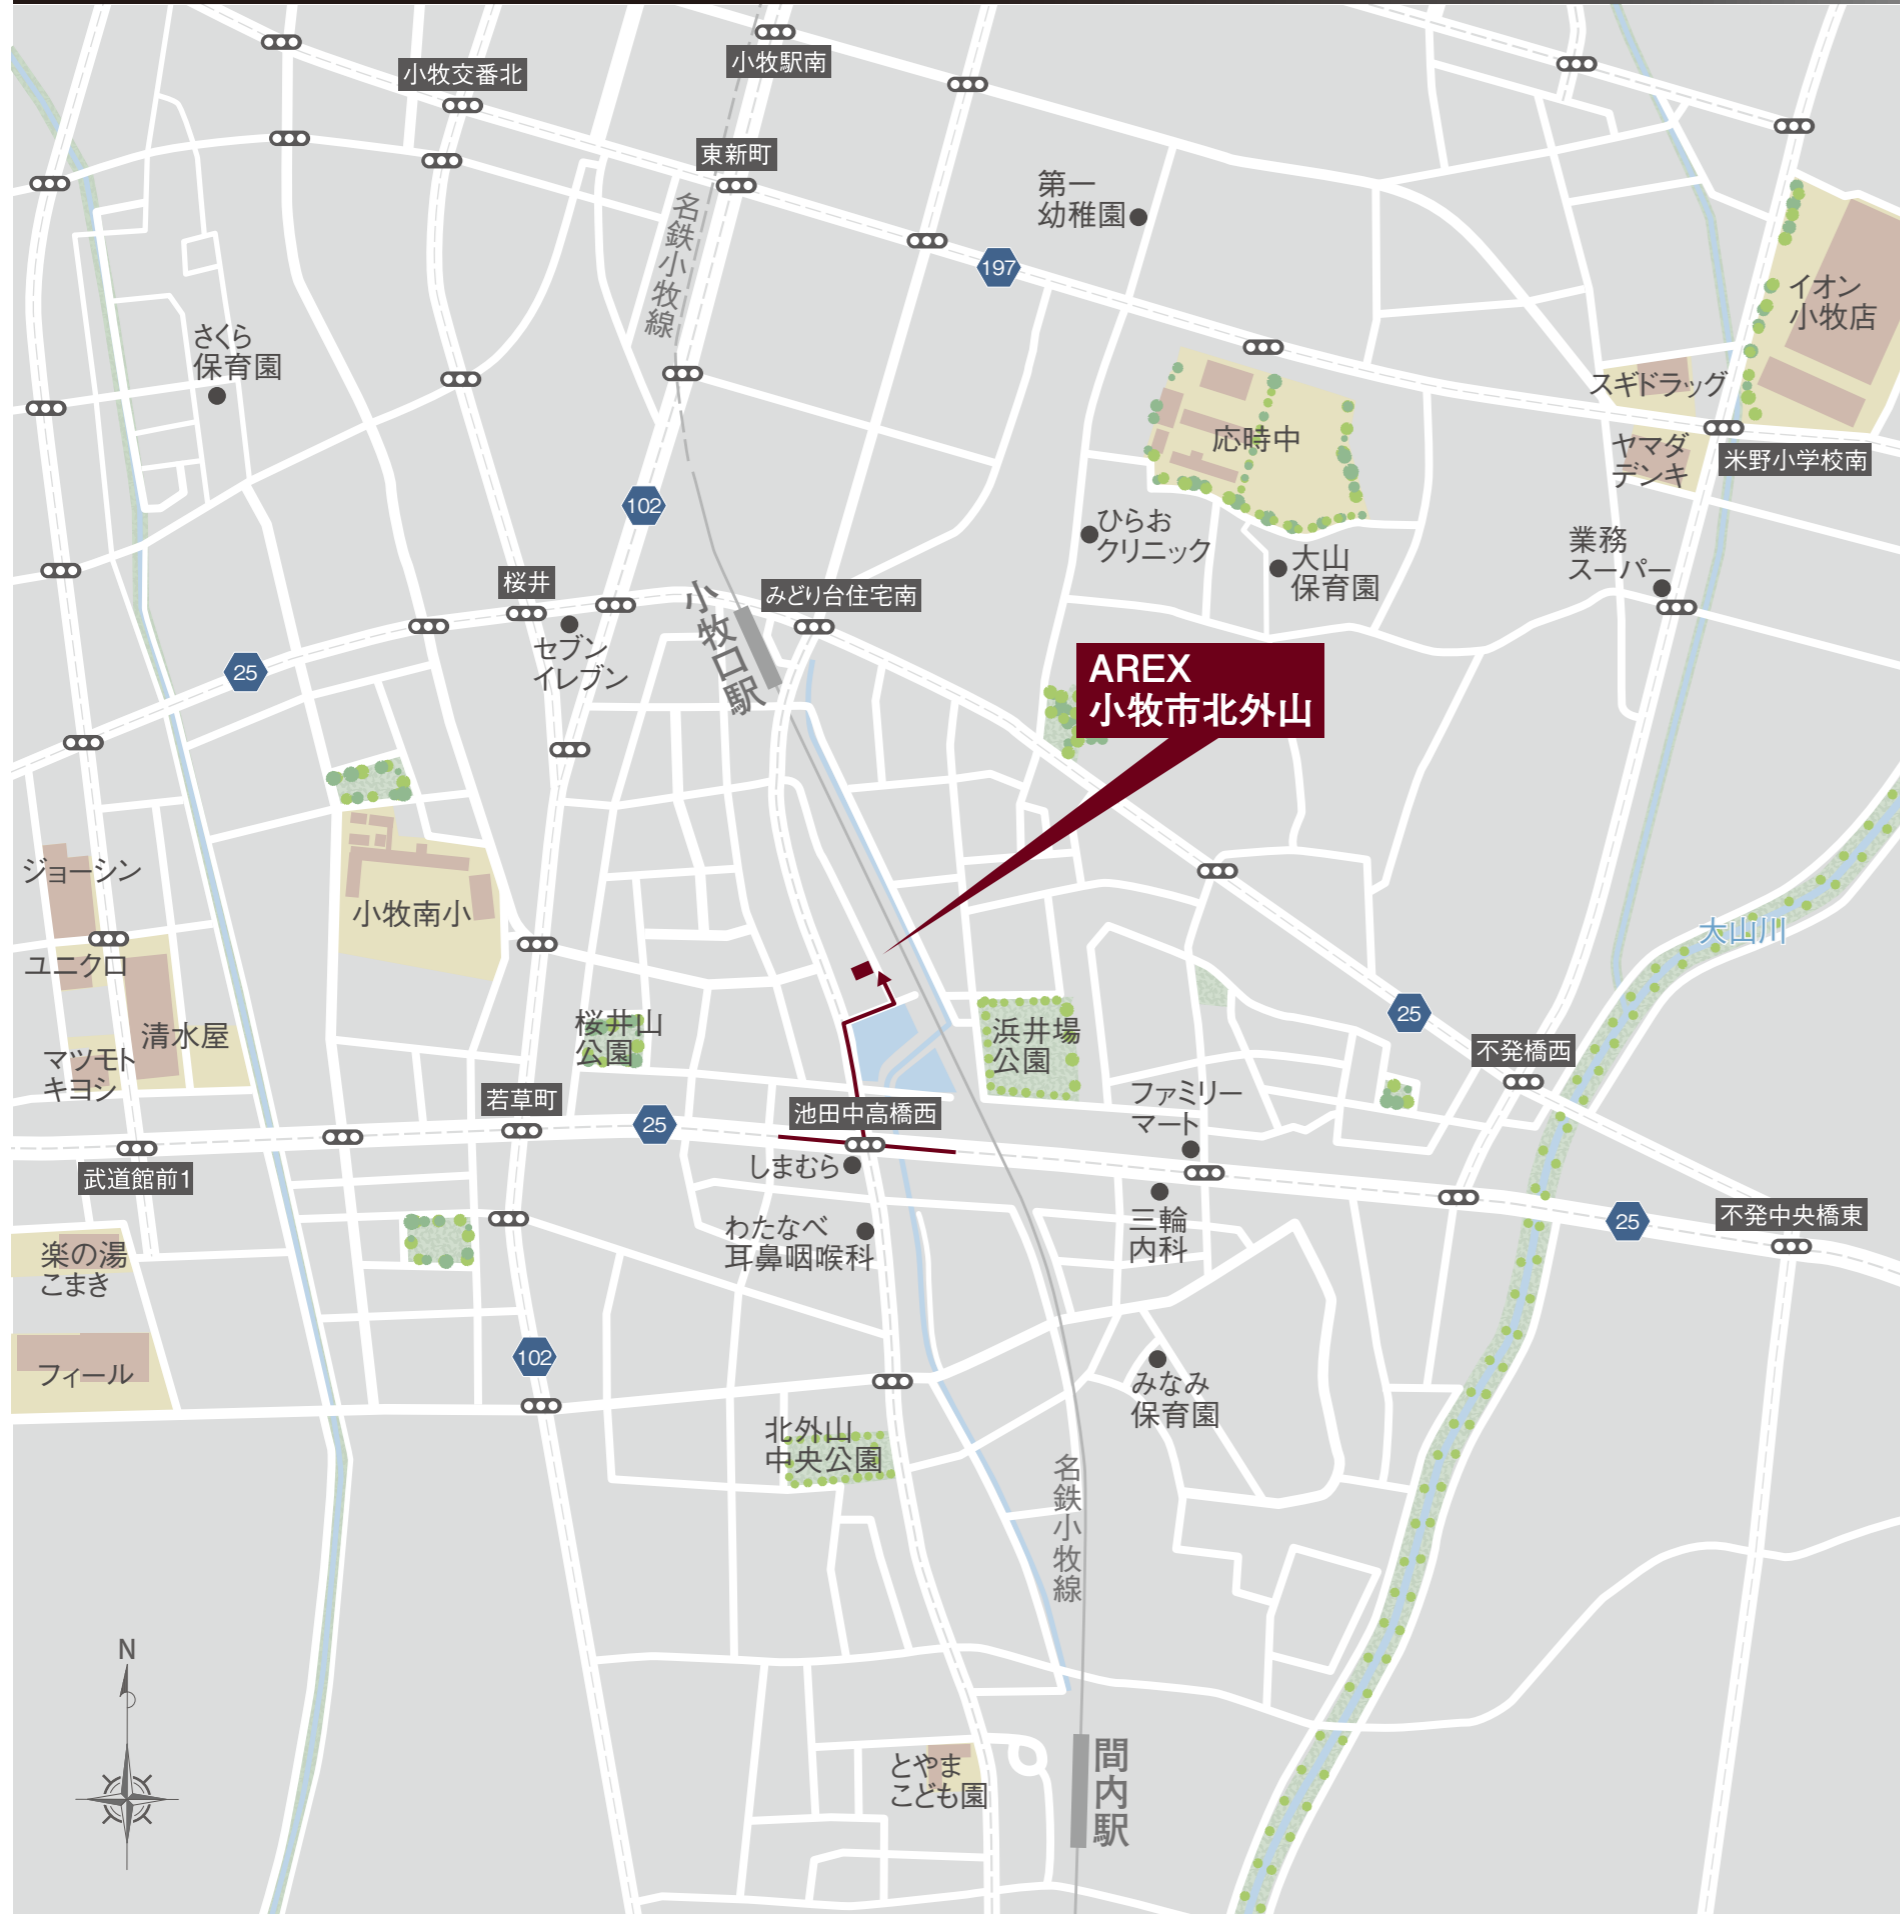 小牧駅南
小牧交番北
東新町
名鉄小牧線
第一
幼稚園
197
イオン
小牧店
さくら
保育園
スギドラッグ
応時中
ヤマダ
デンキ
米野小学校南
102
ひらお
クリニック
大山
保育園
業務
スーパー
桜井
みどり台住宅南
小牧口駅
セブン
イレブン
25
AREX
小牧市北外山
ジョーシン
小牧南小
大山川
ユニクロ
清水屋
マツモト
キヨシ
桜井山
公園
浜井場
公園
25
不発橋西
ファミリー
マート
若草町
25
池田中高橋西
しまむら
武道館前1
三輪
内科
25
不発中央橋東
わたなべ
耳鼻咽喉科
楽の湯
こまき
フィール
102
みなみ
保育園
北外山
中央公園
名鉄小牧線
N
とやま
こども園
間内駅